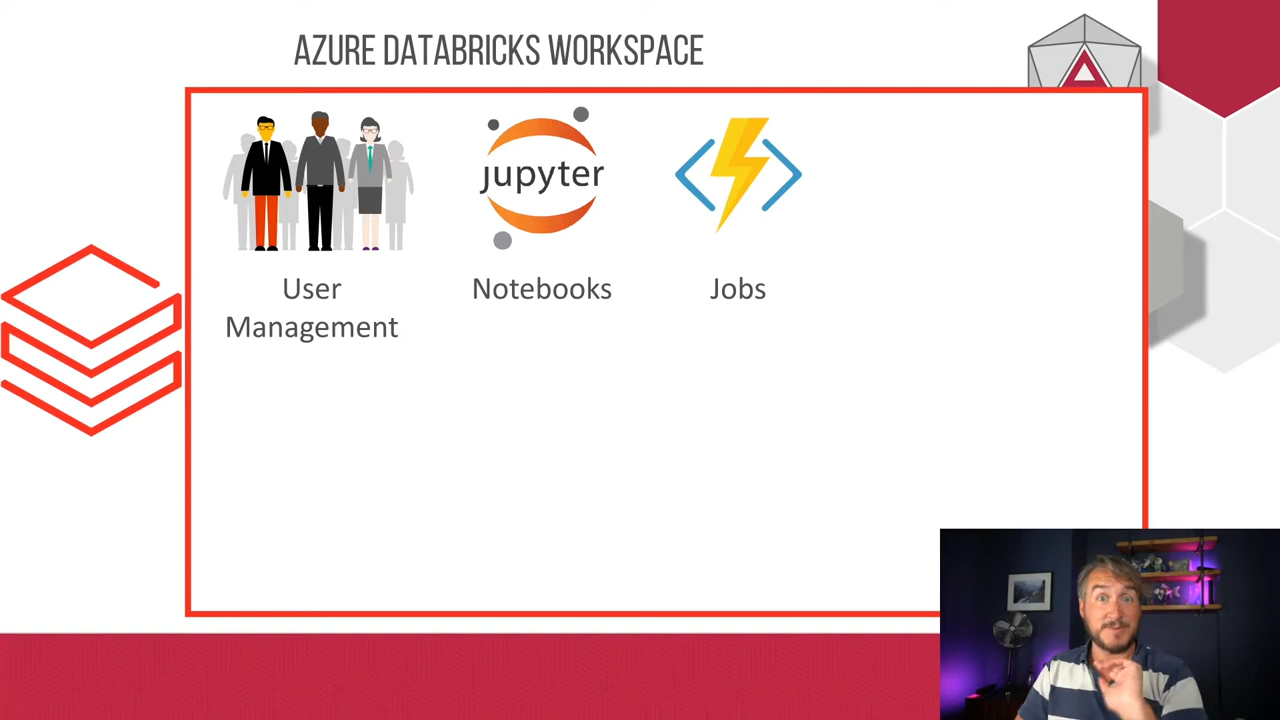 AZURE DATABRICKS WORKSPACE
jupyter
User
Management
Notebooks
Jobs